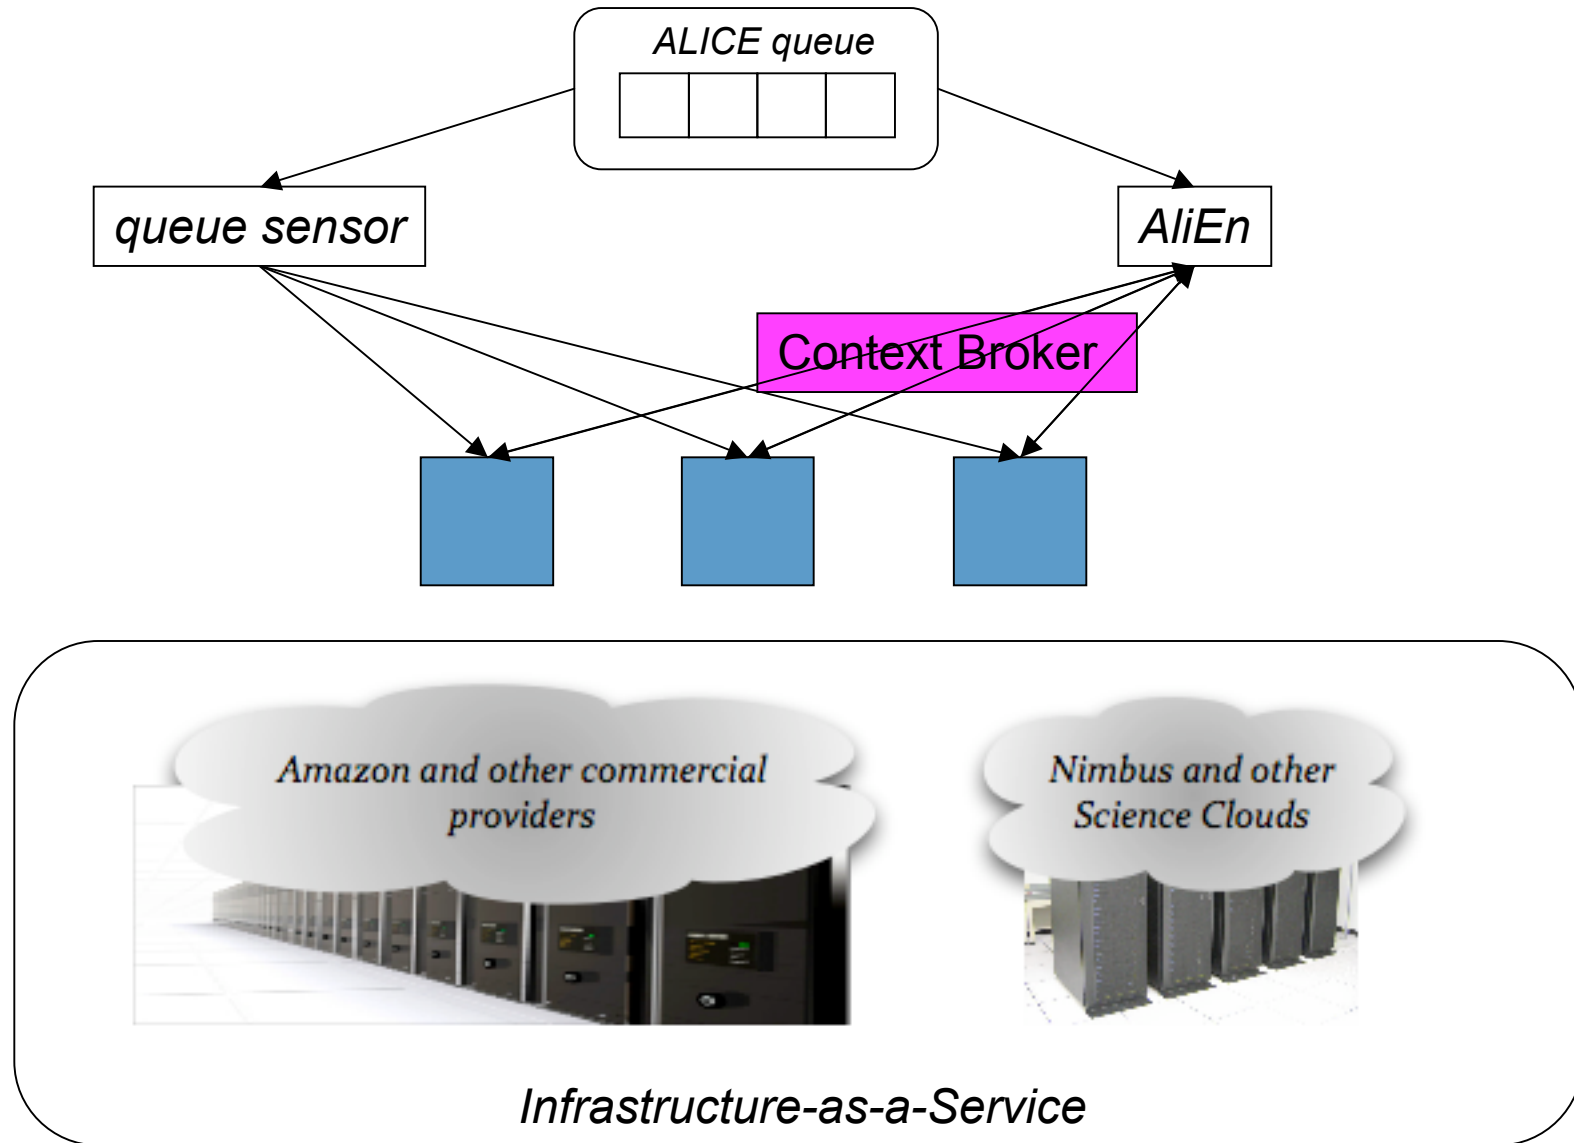 ALICE queue
queue sensor
AliEn
Context Broker
Amazon and other commercial
providers
Nimbus and other
Science Clouds
Infrastructure-as-a-Service